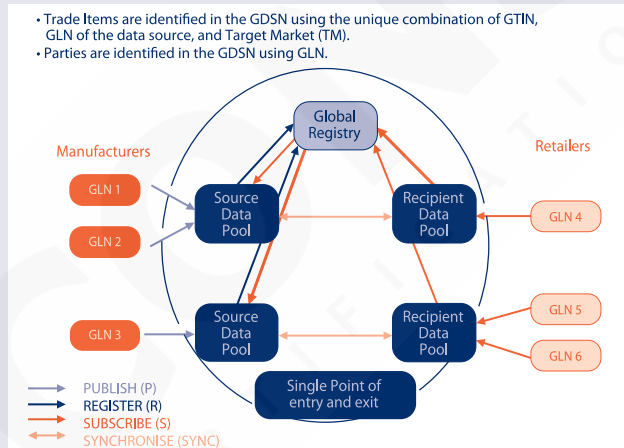 • Trade Items are identified in the GDSN using the unique combination of GTIN,
GLN of the data source, and Target Market (TM).
• Parties are identified in the GDSN using GLN.
Global
Registry
Manufacturers
Retailers
GLN 1
GLN 2
GLN 3
Source
Data
Pool
Recipient
Data
Pool
GLN 4
Source
Data
Pool
Recipient
Data
Pool
GLN 5
GLN 6
Single Point of
entry and exit
PUBLISH (P)
REGISTER (R)
SUBSCRIBE (S)
SYNCHRONISE (SYNC)